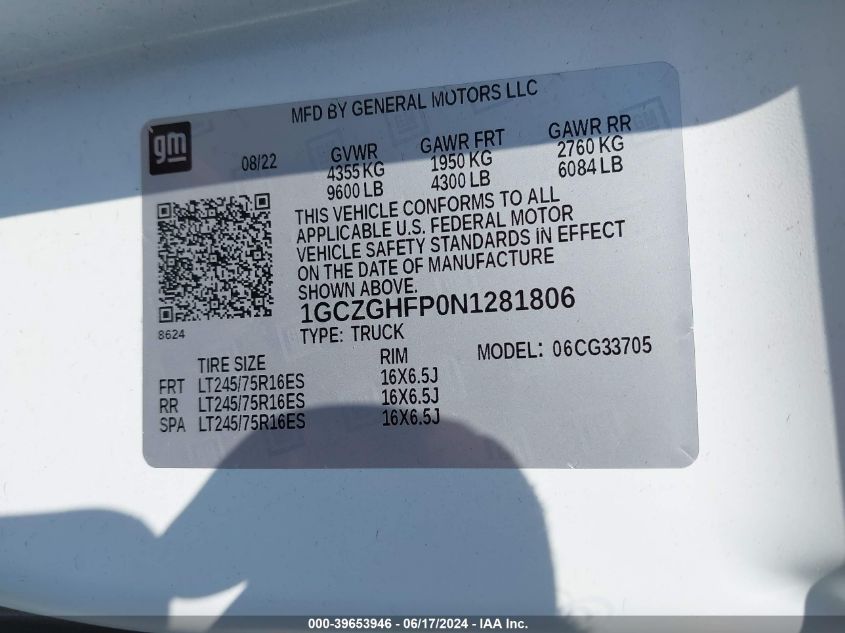 MFD BY GENERAL MOTORS LLC
gm
08/22
GVWR GAWR FRT GAWR RR
4355 KG 1950 KG 2760 KG
9600 LB 4300 LB 6084 LB
THIS VEHICLE CONFORMS TO ALL
APPLICABLE U.S. FEDERAL MOTOR
VEHICLE SAFETY STANDARDS IN EFFECT
ON THE DATE OF MANUFACTURE
SHOWN ABOVE.
1GCZGHFP0N1281806
8624
TYPE: TRUCK
MODEL: 06CG33705
TIRE SIZE RIM
FRT LT245/75R16ES 16X6.5J
RR LT245/75R16ES 16X6.5J
SPA LT245/75R16ES 16X6.5J
000-39653946 - 06/17/2024 - IAA Inc.